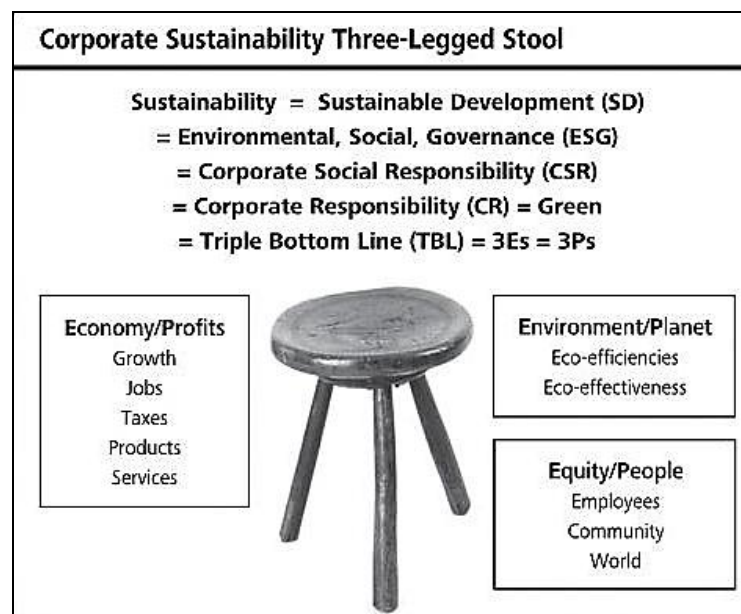 Corporate Sustainability Three-Legged Stool
Sustainability = Sustainable Development (SD)
= Environmental, Social, Governance (ESG)
= Corporate Social Responsibility (CSR)
= Corporate Responsibility (CR) = Green
= Triple Bottom Line (TBL) = 3Es = 3Ps
Economy/Profits
Growth
Jobs
Taxes
Products
Services
Environment/Planet
Eco-efficiencies
Eco-effectiveness
Equity/People
Employees
Community
World